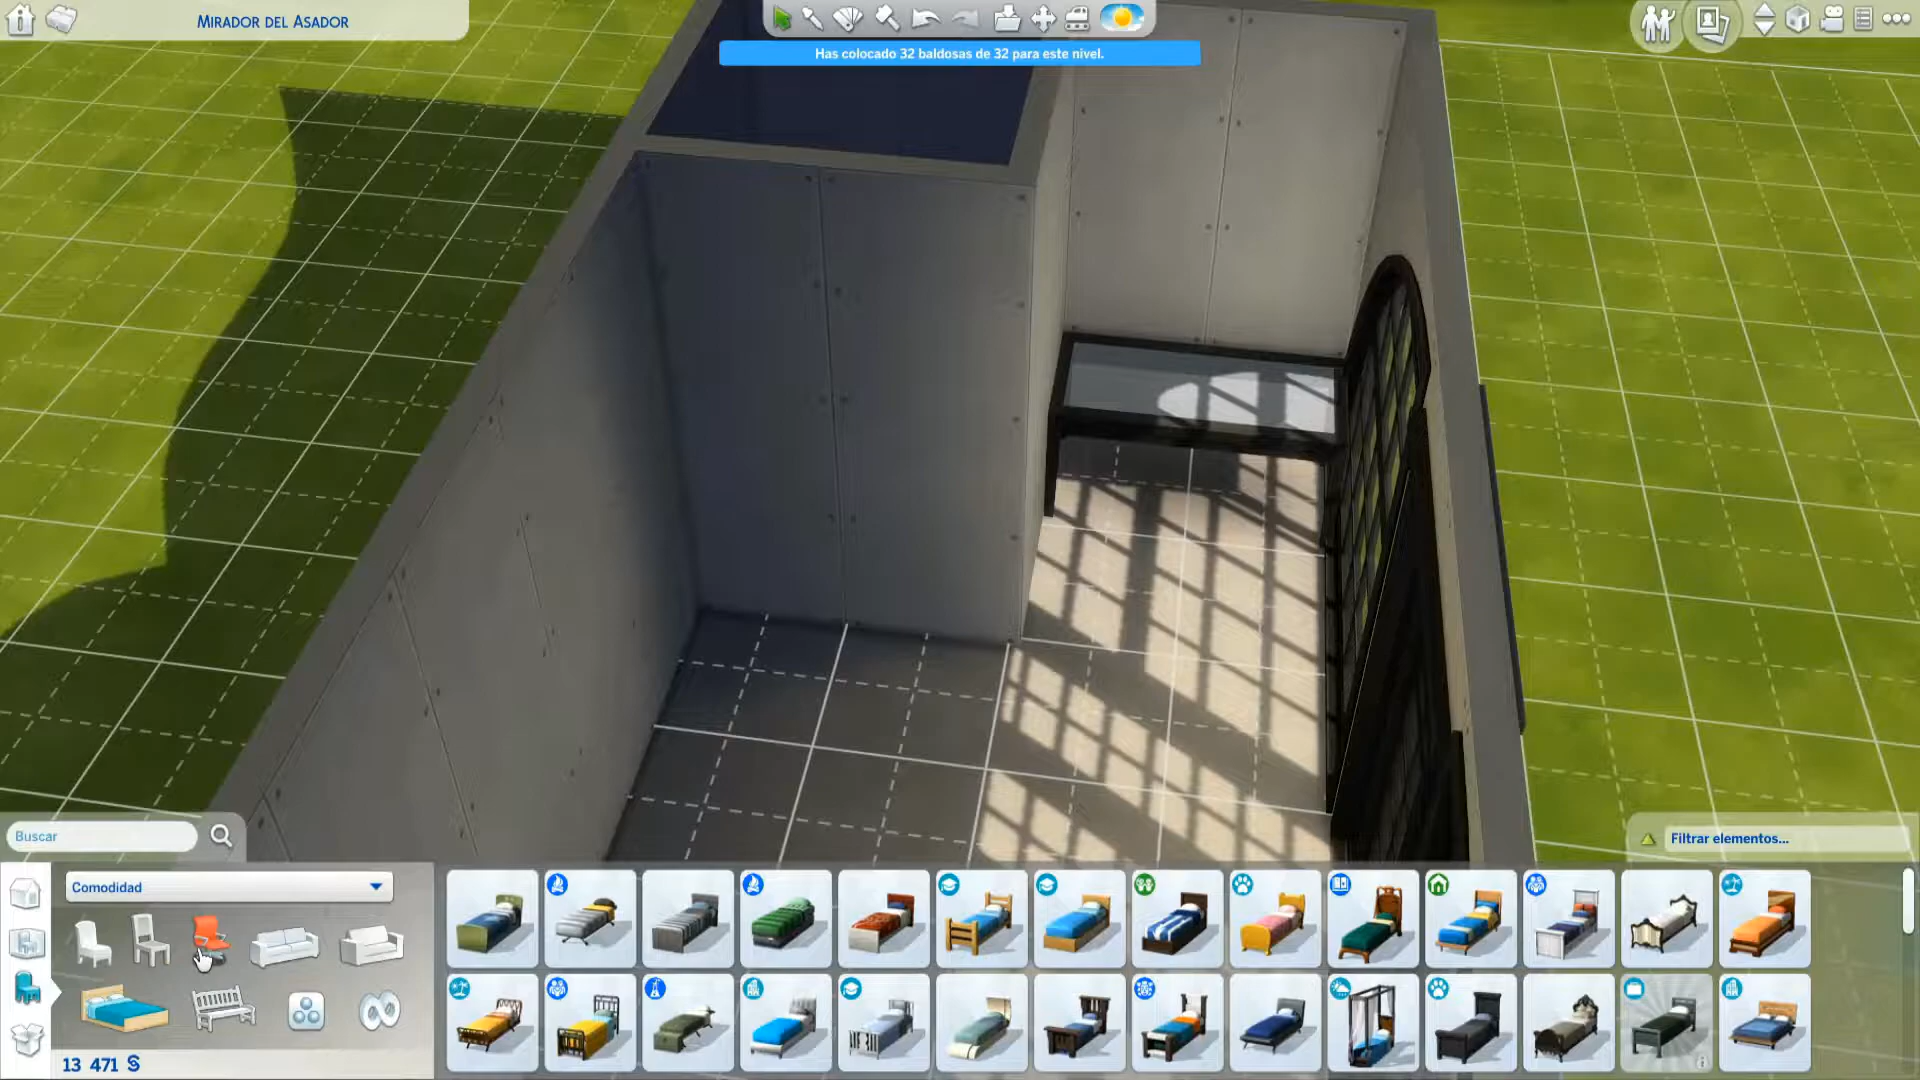 Mirador del Asador
Has colocado 32 baldosas de 32 para este nivel.
Buscar
Filtrar elementos...
Comodidad
13 471 §